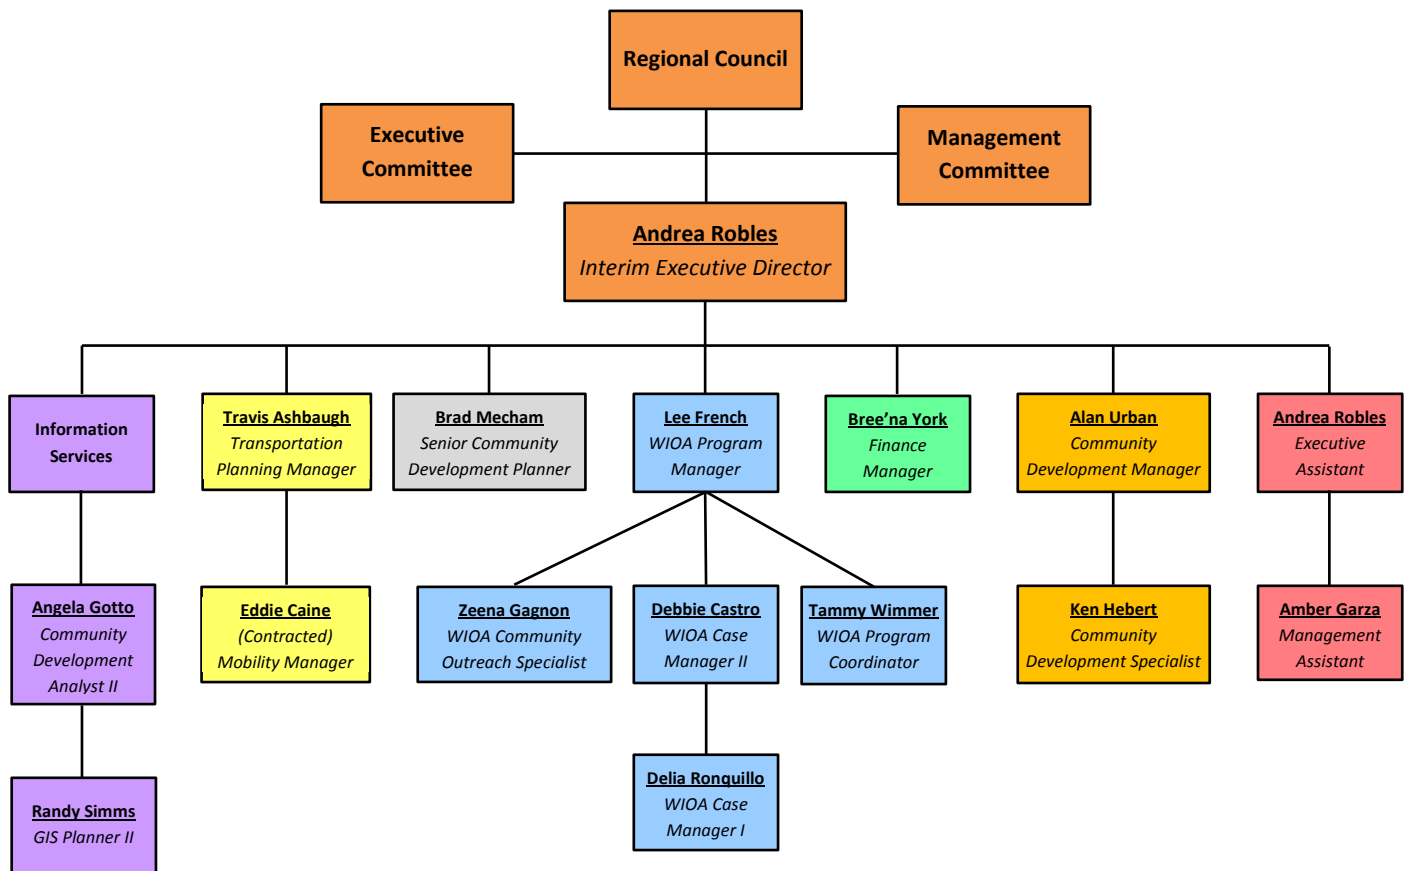 Regional Council
Executive
Committee
Management
Committee
Andrea Robles
Interim Executive Director
Information
Services
Travis Ashbaugh
Transportation
Planning Manager
Brad Mecham
Senior Community
Development Planner
Lee French
WIOA Program
Manager
Bree’na York
Finance
Manager
Alan Urban
Community
Development Manager
Andrea Robles
Executive
Assistant
Angela Gotto
Community
Development
Analyst II
Eddie Caine
(Contracted)
Mobility Manager
Zeena Gagnon
WIOA Community
Outreach Specialist
Debbie Castro
WIOA Case
Manager II
Tammy Wimmer
WIOA Program
Coordinator
Ken Hebert
Community
Development Specialist
Amber Garza
Management
Assistant
Randy Simms
GIS Planner II
Delia Ronquillo
WIOA Case
Manager I